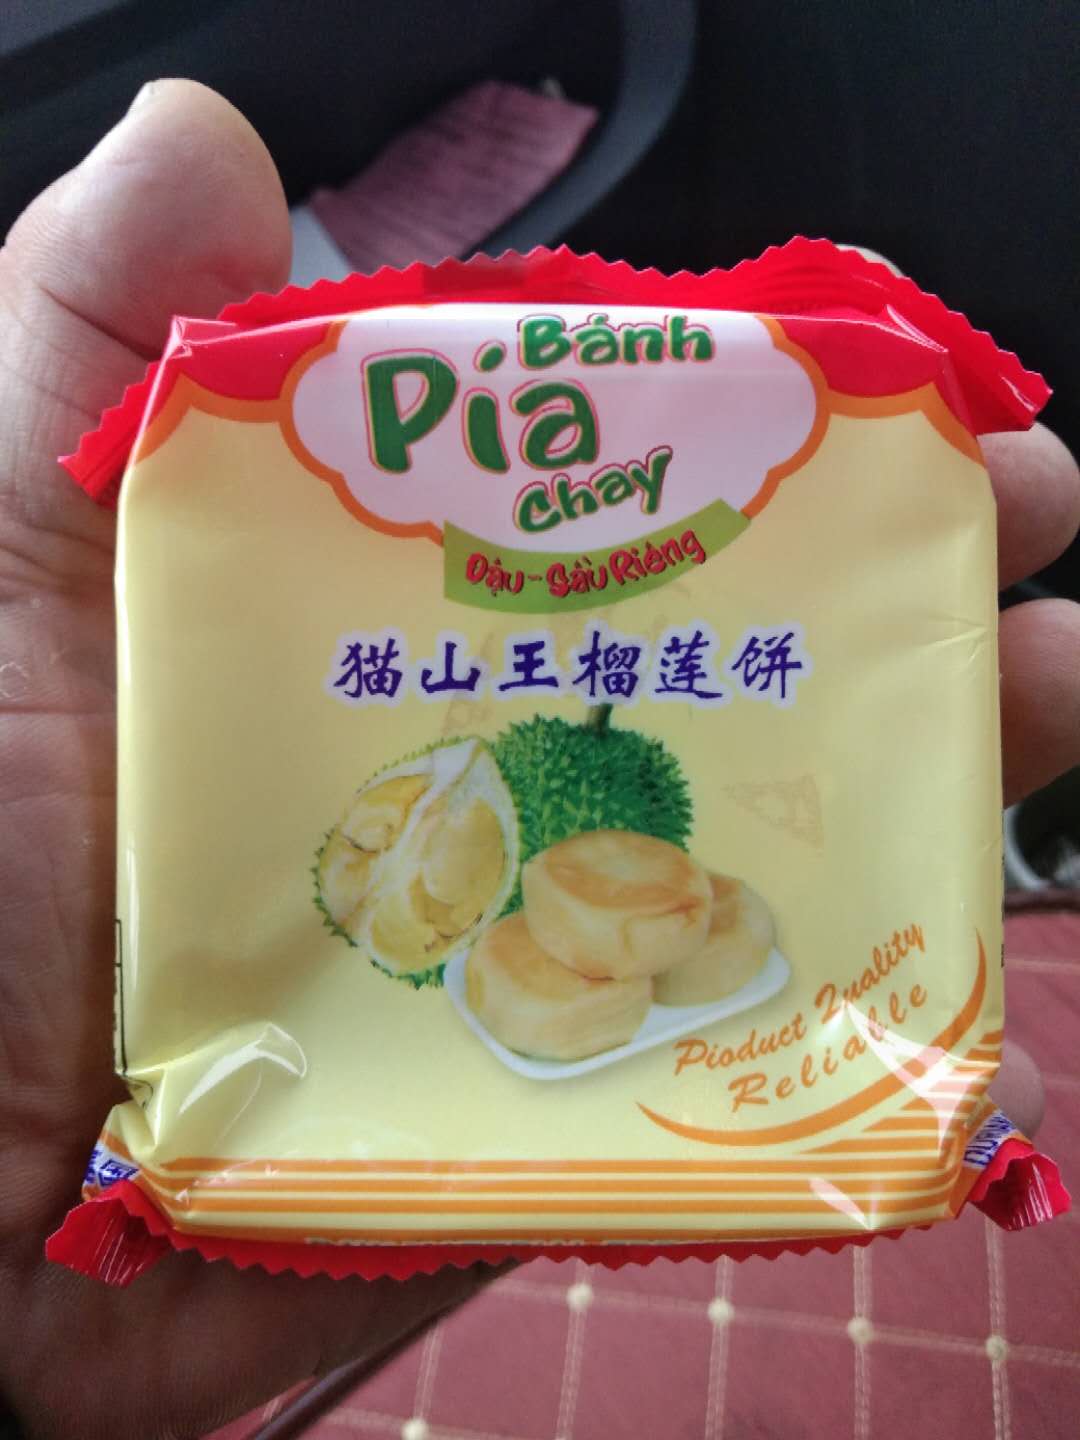 Bánh
Pía
Chay
Đậu - Sầu Riêng
猫山王榴莲饼
Pioduct Quality
Reliable